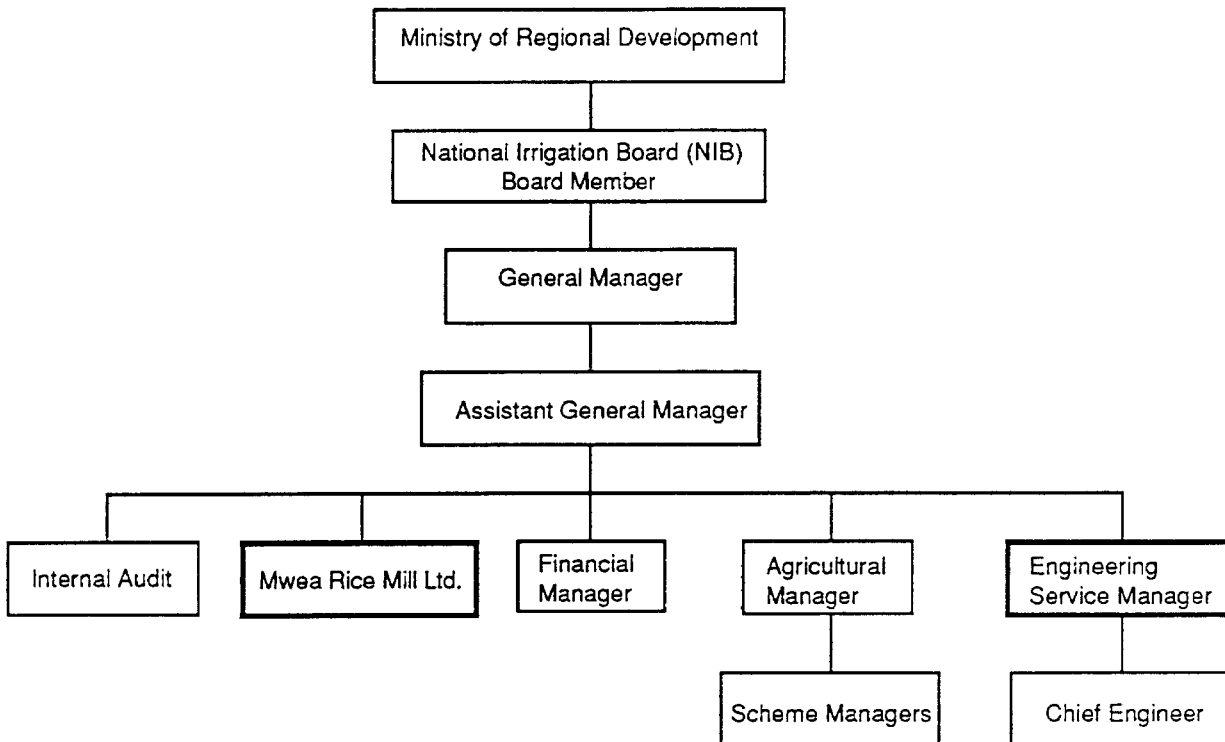 Ministry of Regional Development
National Irrigation Board (NIB)
Board Member
General Manager
Assistant General Manager
Internal Audit
Mwea Rice Mill Ltd.
Financial
Manager
Agricultural
Manager
Engineering
Service Manager
Scheme Managers
Chief Engineer